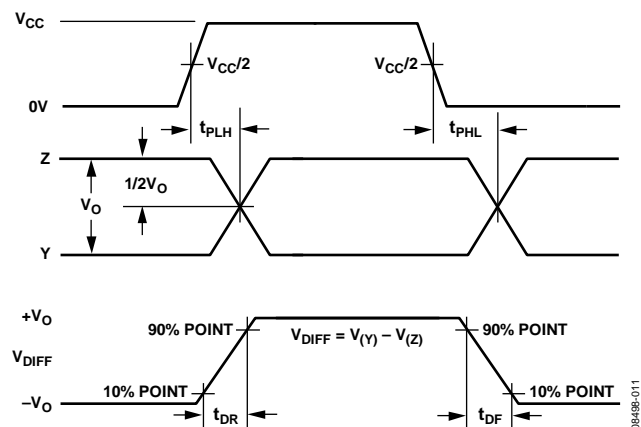 VCC
VCC/2
VCC/2
0V
tPLH
tPHL
Z
1/2VO
VO
Y
+VO
90% POINT
VDIFF = V(Y) – V(Z)
90% POINT
VDIFF
10% POINT
10% POINT
–VO
tDR
tDF
08498-011